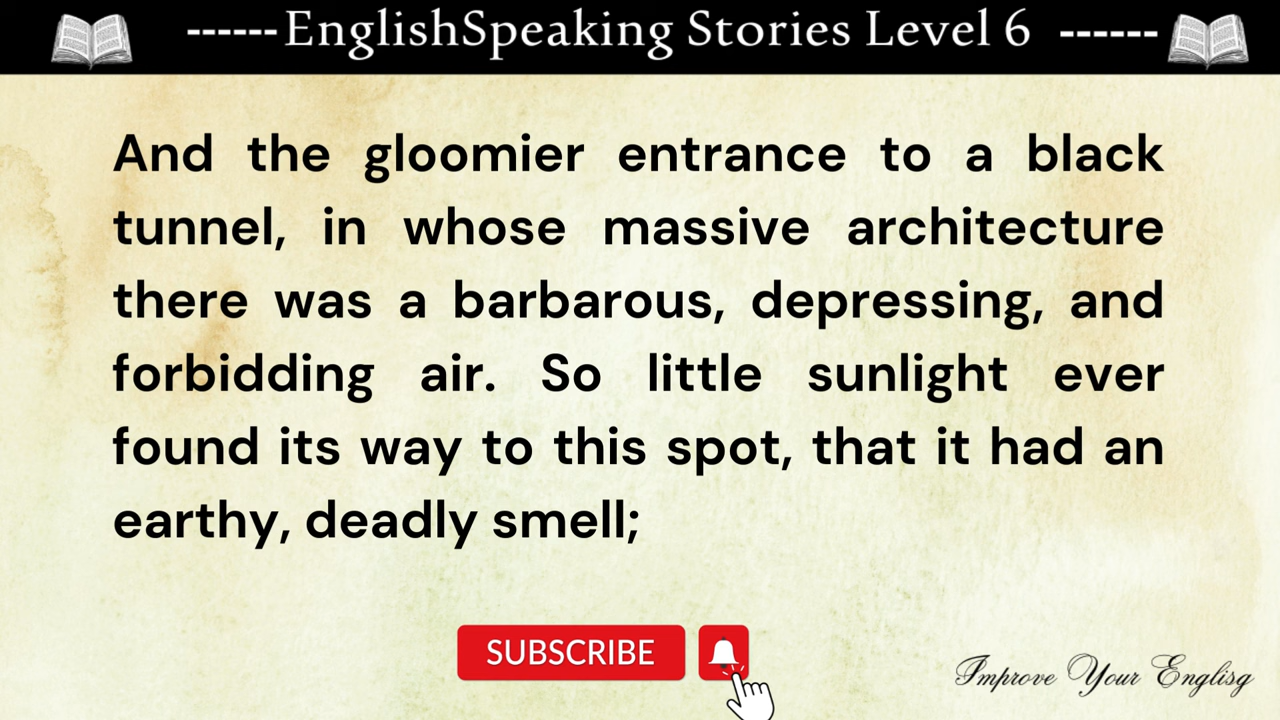 ------EnglishSpeaking Stories Level 6 ------
And the gloomier entrance to a black
tunnel, in whose massive architecture
there was a barbarous, depressing, and
forbidding air. So little sunlight ever
found its way to this spot, that it had an
earthy, deadly smell;
SUBSCRIBE
Improve Your Englisg